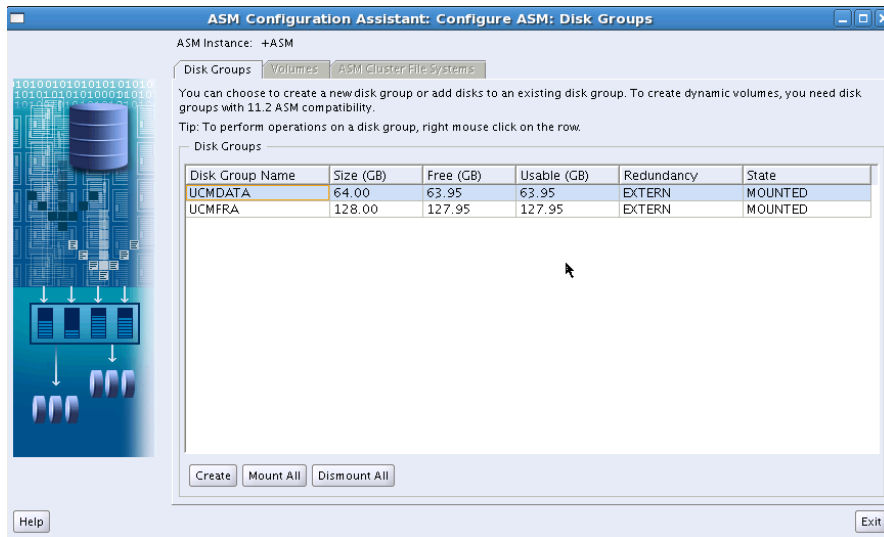 ASM Configuration Assistant: Configure ASM: Disk Groups
ASM Instance: +ASM
Disk Groups Volumes ASM Cluster File Systems
You can choose to create a new disk group or add disks to an existing disk group. To create dynamic volumes, you need disk
groups with 11.2 ASM compatibility.
Tip: To perform operations on a disk group, right mouse click on the row.
Disk Groups
Disk Group Name Size (GB) Free (GB) Usable (GB) Redundancy State
UCMDATA 64.00 63.95 63.95 EXTERN MOUNTED
UCMFRA 128.00 127.95 127.95 EXTERN MOUNTED
Create Mount All Dismount All
Help Exit